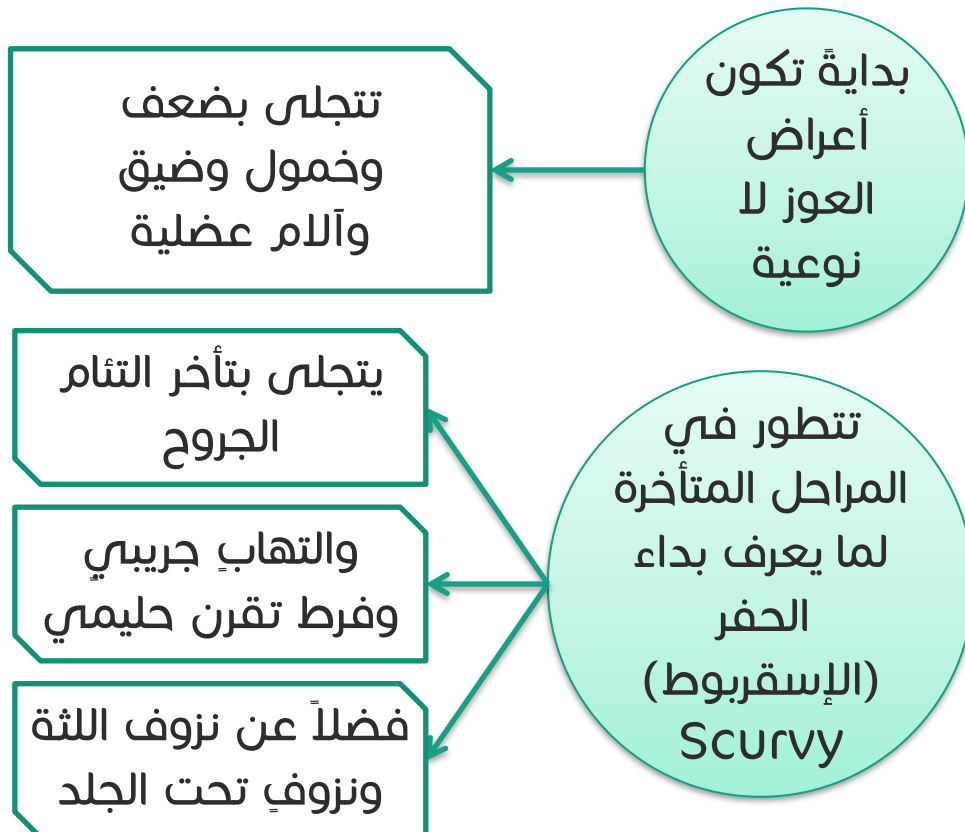 بدايةً تكون
أعراض
العوز لا
نوعية
تتجلى بضعف
وخمول وضيق
وآلام عضلية
تتطور في
المراحل المتأخرة
لما يعرف بداء
الحفر
(الإسقربوط)
Scurvy
يتجلى بتأخر التئام
الجروح
والتهابٍ جريبيٍ
وفرط تقرن حليمي
فضلاً عن نزوف اللثة
ونزوفٍ تحت الجلد